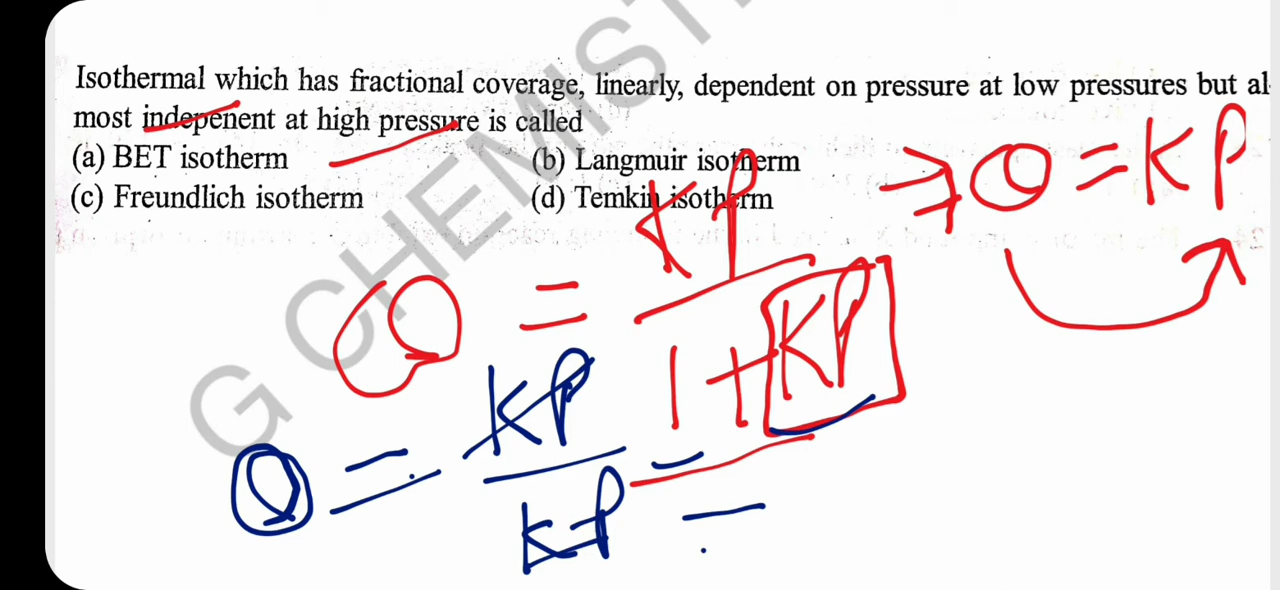 Isothermal which has fractional coverage, linearly, dependent on pressure at low pressures but al
most indepenent at high pressure is called
(a) BET isotherm
(b) Langmuir isotherm
(c) Freundlich isotherm
(d) Temkin isotherm
→ θ = KP
θ = KP
1 + KP
θ = KP
KP =
G CHEMIST